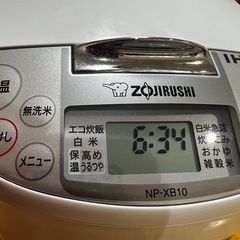 ZOJIRUSHI
IH
温
無洗米
エコ炊飯
白米
保高め
温うるつや
6:34
白米急速
炊こみ
おかゆ
雑穀米
メニュー
NP-XB10